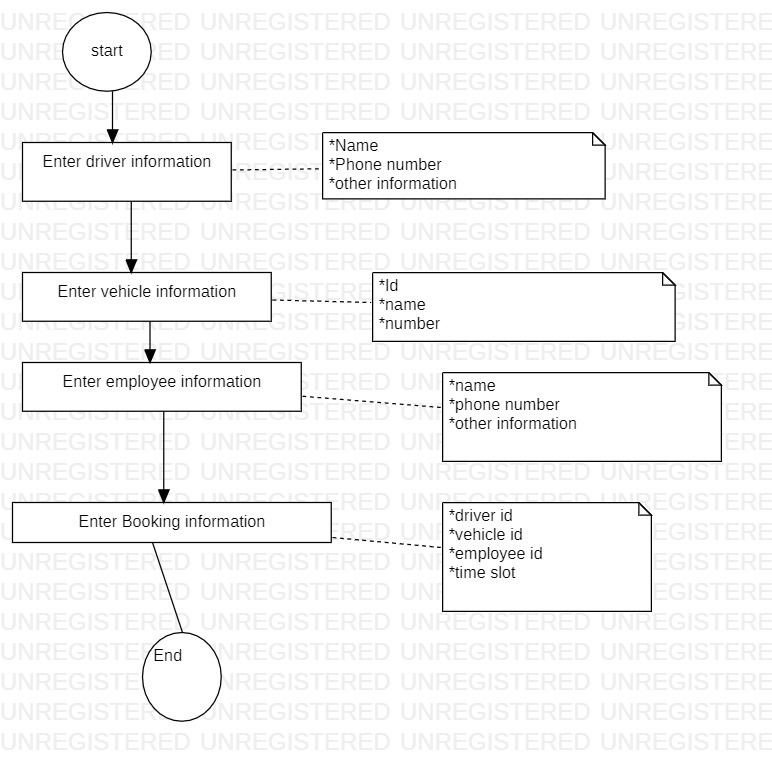 start
Enter driver information
*Name
*Phone number
*other information
Enter vehicle information
*Id
*name
*number
Enter employee information
*name
*phone number
*other information
Enter Booking information
*driver id
*vehicle id
*employee id
*time slot
End
UNREGISTERED